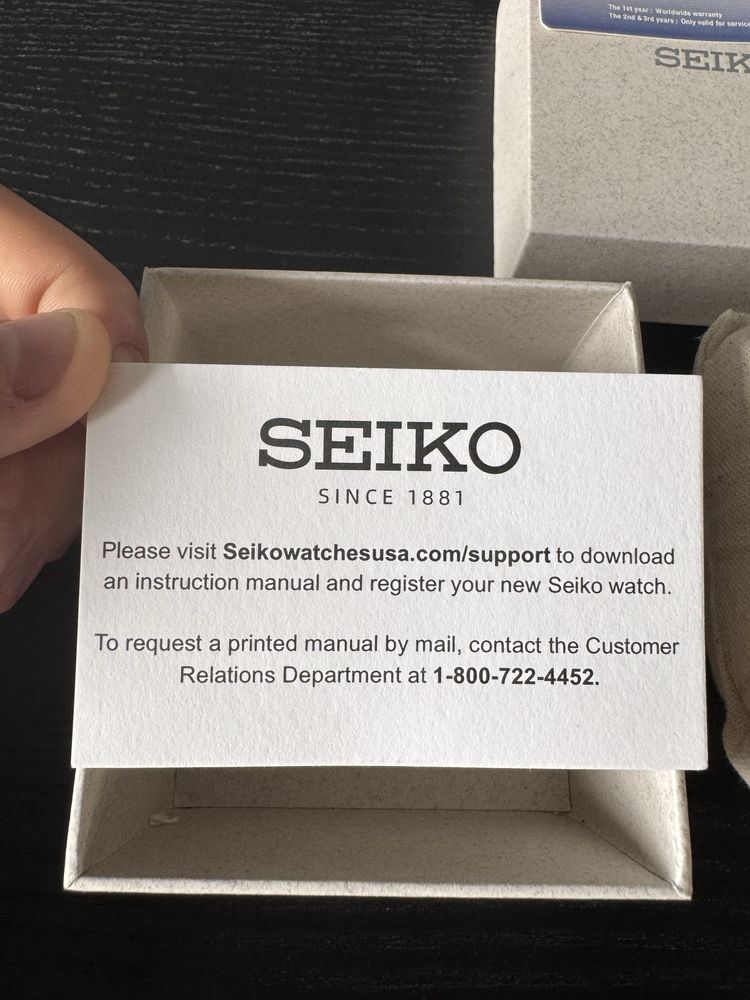 The 1st year : Worldwide warranty
The 2nd & 3rd years : Only valid for service
SEIK
SEIKO
SINCE 1881
Please visit Seikowatchesusa.com/support to download
an instruction manual and register your new Seiko watch.
To request a printed manual by mail, contact the Customer
Relations Department at 1-800-722-4452.